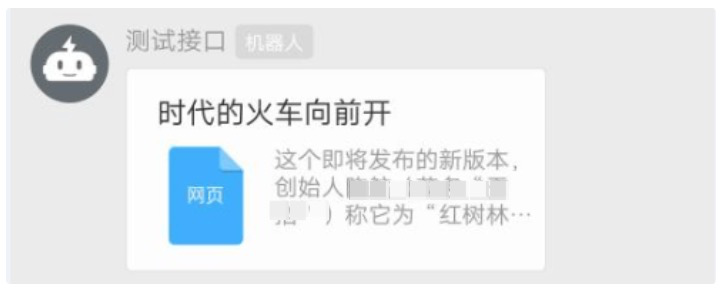 测试接口 机器人
时代的火车向前开
网页
这个即将发布的新版本，
创始人
）称它为“红树林…